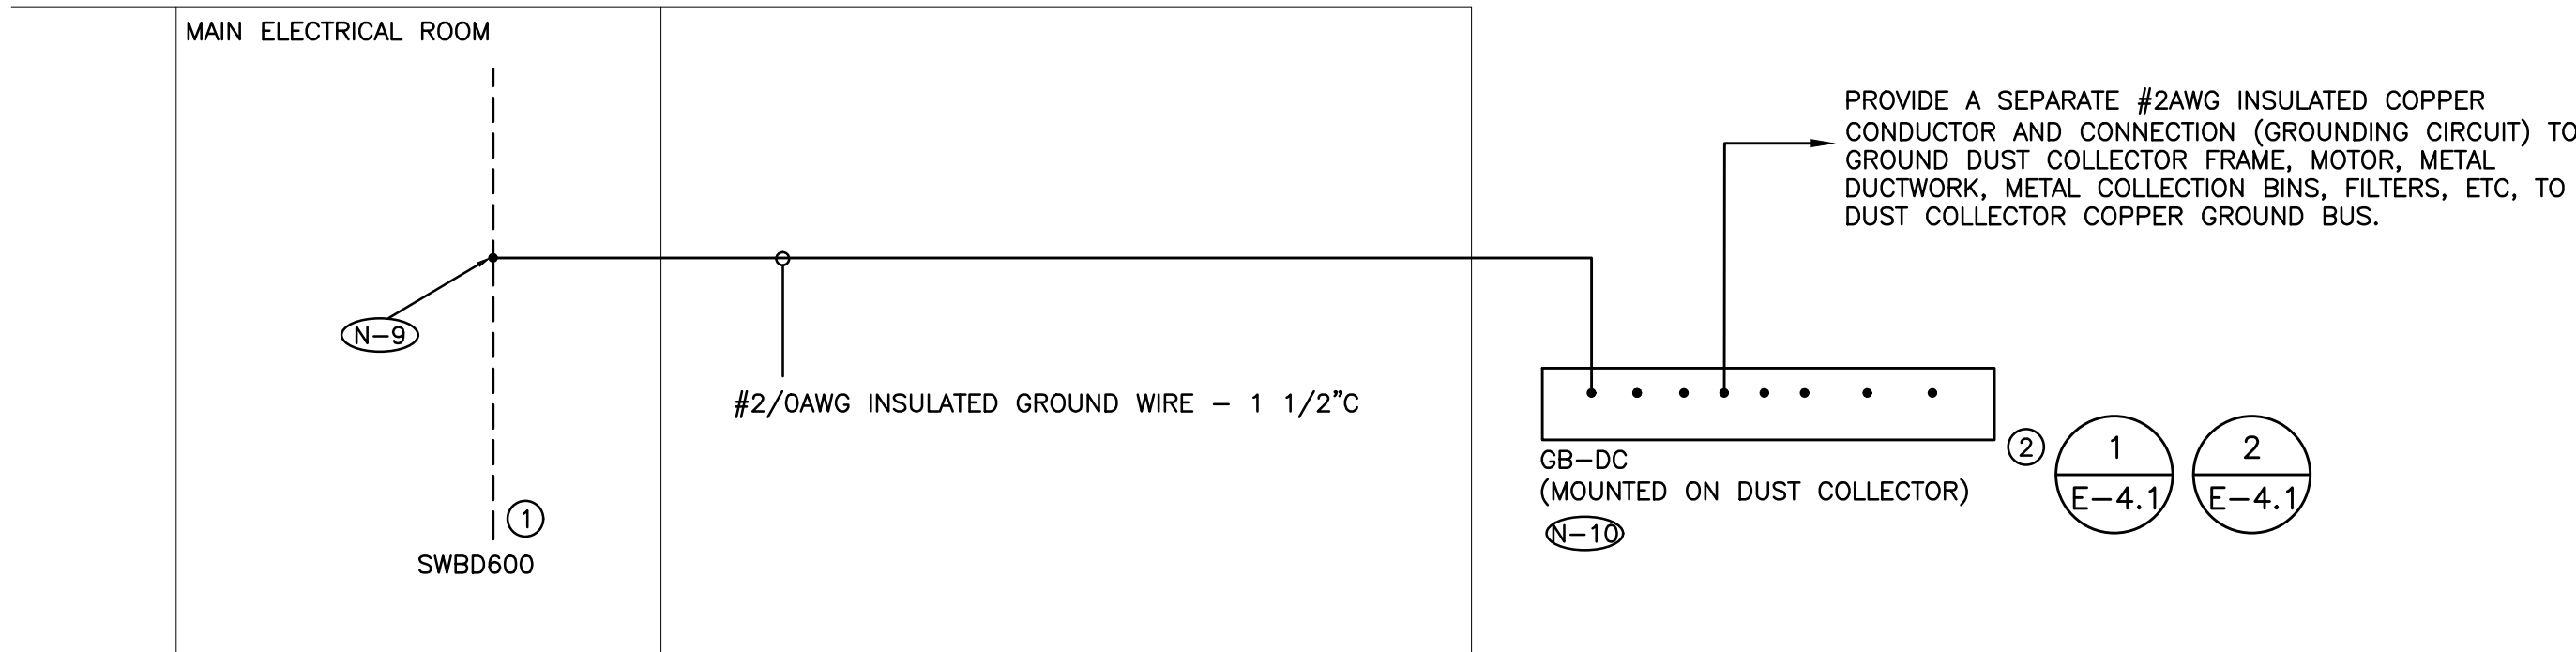 MAIN ELECTRICAL ROOM
PROVIDE A SEPARATE #2AWG INSULATED COPPER
CONDUCTOR AND CONNECTION (GROUNDING CIRCUIT) TO
GROUND DUST COLLECTOR FRAME, MOTOR, METAL
DUCTWORK, METAL COLLECTION BINS, FILTERS, ETC, TO
DUST COLLECTOR COPPER GROUND BUS.
N-9
#2/0AWG INSULATED GROUND WIRE - 1 1/2"C
1
SWBD600
GB-DC
(MOUNTED ON DUST COLLECTOR)
N-10
2
1
E-4.1
2
E-4.1